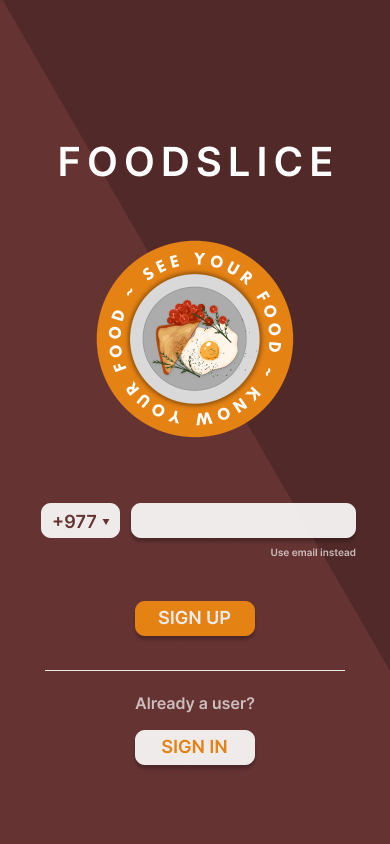 FOODSLICE
SEE YOUR FOOD ~ KNOW YOUR FOOD ~
+977 ▾
Use email instead
SIGN UP
Already a user?
SIGN IN